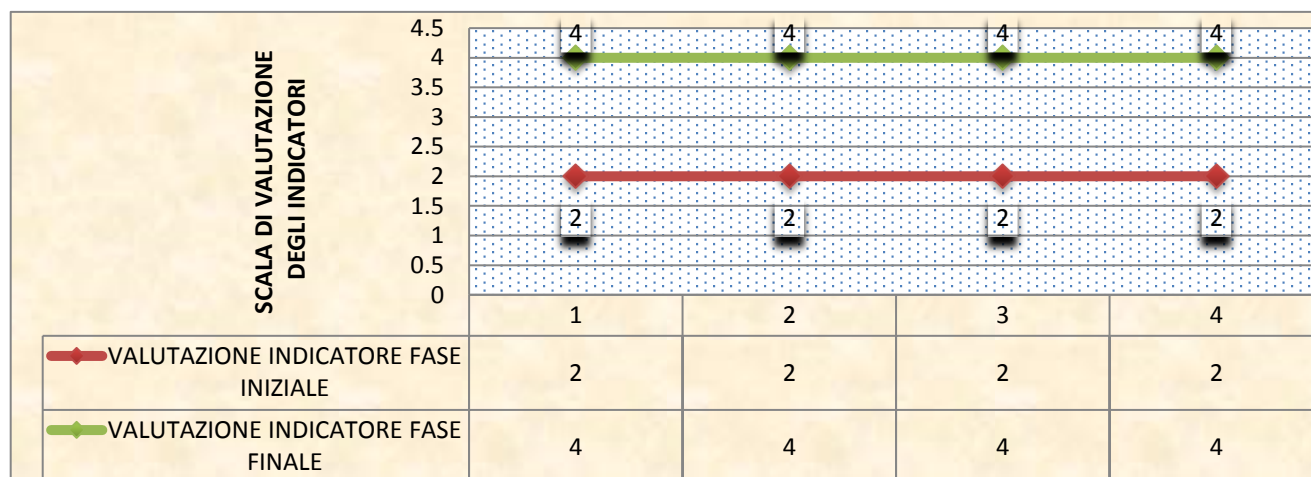 SCALA DI VALUTAZIONE
DEGLI INDICATORI
4.5
4
3.5
3
2.5
2
1.5
1
0.5
0
4 4 4 4
2 2 2 2
1 2 3 4
VALUTAZIONE INDICATORE FASE
INIZIALE
2 2 2 2
VALUTAZIONE INDICATORE FASE
FINALE
4 4 4 4